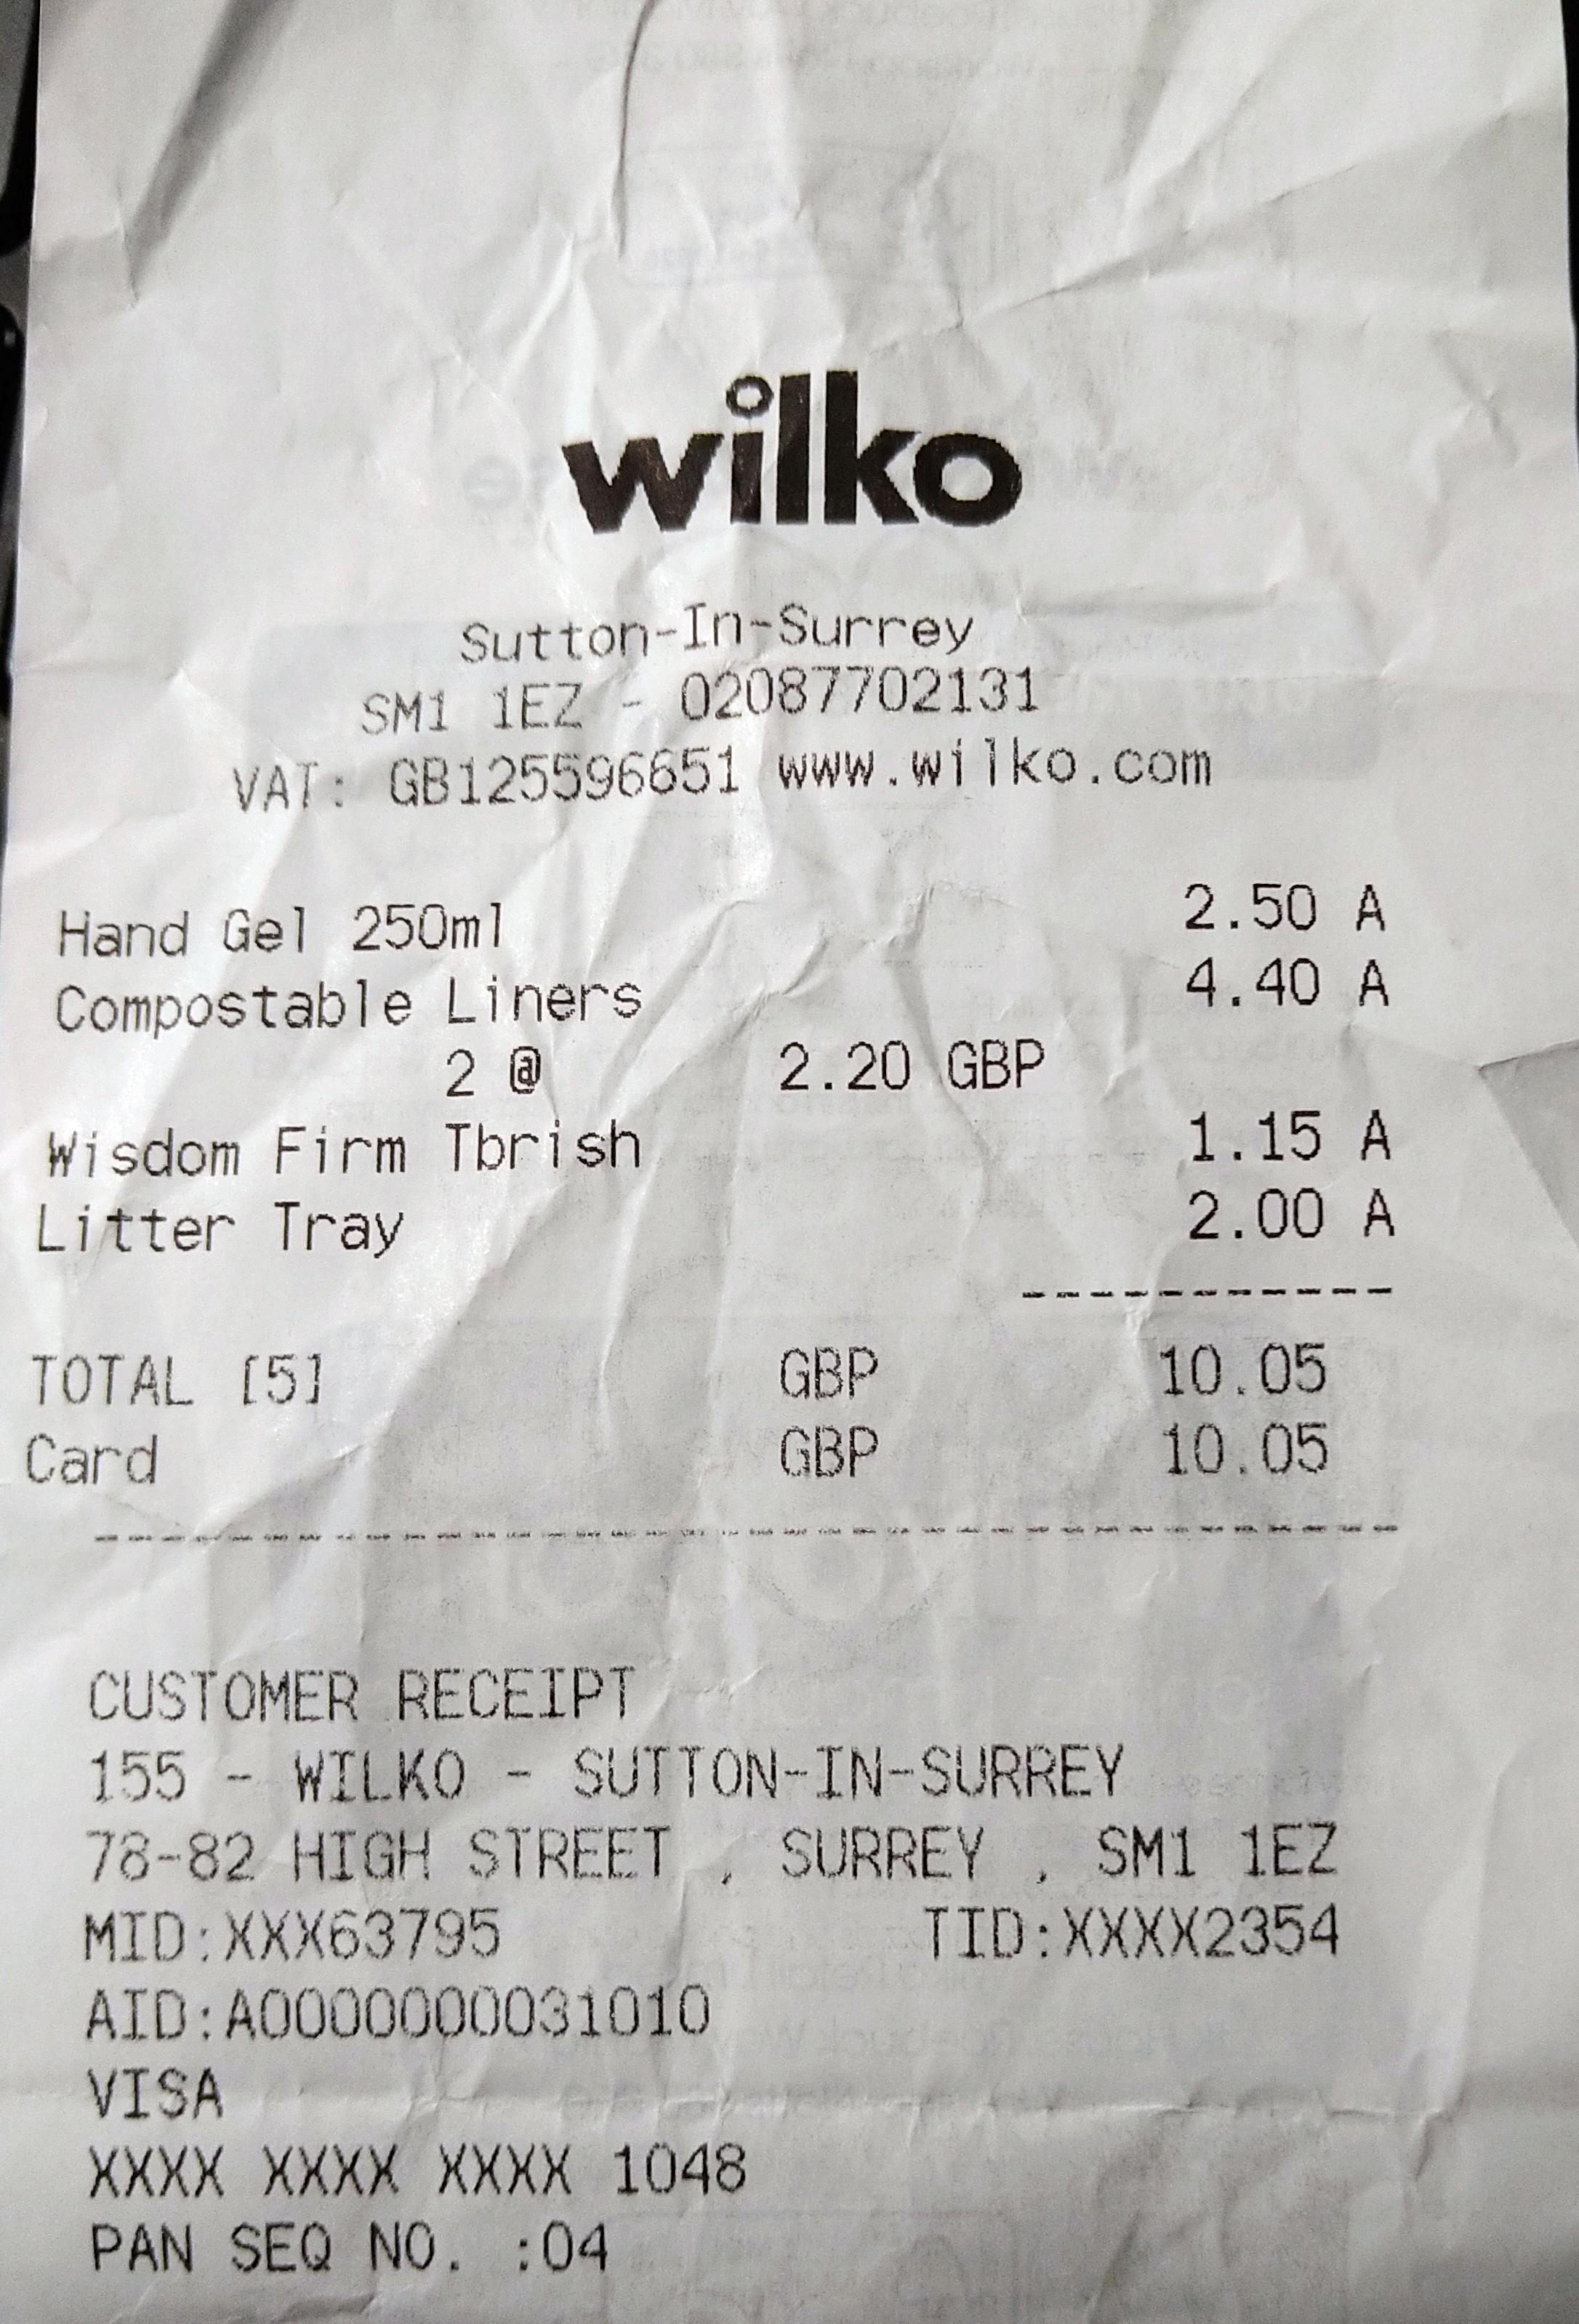 wilko
Sutton-In-Surrey
SM1 1EZ - 02087702131
VAT: GB125596651 www.wilko.com
Hand Gel 250ml 2.50 A
Compostable Liners 4.40 A
2 @ 2.20 GBP
Wisdom Firm Tbrish 1.15 A
Litter Tray 2.00 A
-----------
TOTAL [5] GBP 10.05
Card GBP 10.05
--------------------------------------
CUSTOMER RECEIPT
155 - WILKO - SUTTON-IN-SURREY
78-82 HIGH STREET , SURREY , SM1 1EZ
MID:XXX63795 TID:XXXX2354
AID:A0000000031010
VISA
XXXX XXXX XXXX 1048
PAN SEQ NO. :04